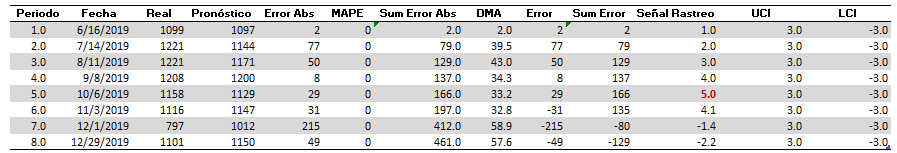 Periodo Fecha Real Pronóstico Error Abs MAPE Sum Error Abs DMA Error Sum Error Señal Rastreo UCI LCI
1.0 6/16/2019 1099 1097 2 0 2.0 2.0 2 2 1.0 3.0 -3.0
2.0 7/14/2019 1221 1144 77 0 79.0 39.5 77 79 2.0 3.0 -3.0
3.0 8/11/2019 1221 1171 50 0 129.0 43.0 50 129 3.0 3.0 -3.0
4.0 9/8/2019 1208 1200 8 0 137.0 34.3 8 137 4.0 3.0 -3.0
5.0 10/6/2019 1158 1129 29 0 166.0 33.2 29 166 5.0 3.0 -3.0
6.0 11/3/2019 1116 1147 31 0 197.0 32.8 -31 135 4.1 3.0 -3.0
7.0 12/1/2019 797 1012 215 0 412.0 58.9 -215 -80 -1.4 3.0 -3.0
8.0 12/29/2019 1101 1150 49 0 461.0 57.6 -49 -129 -2.2 3.0 -3.0